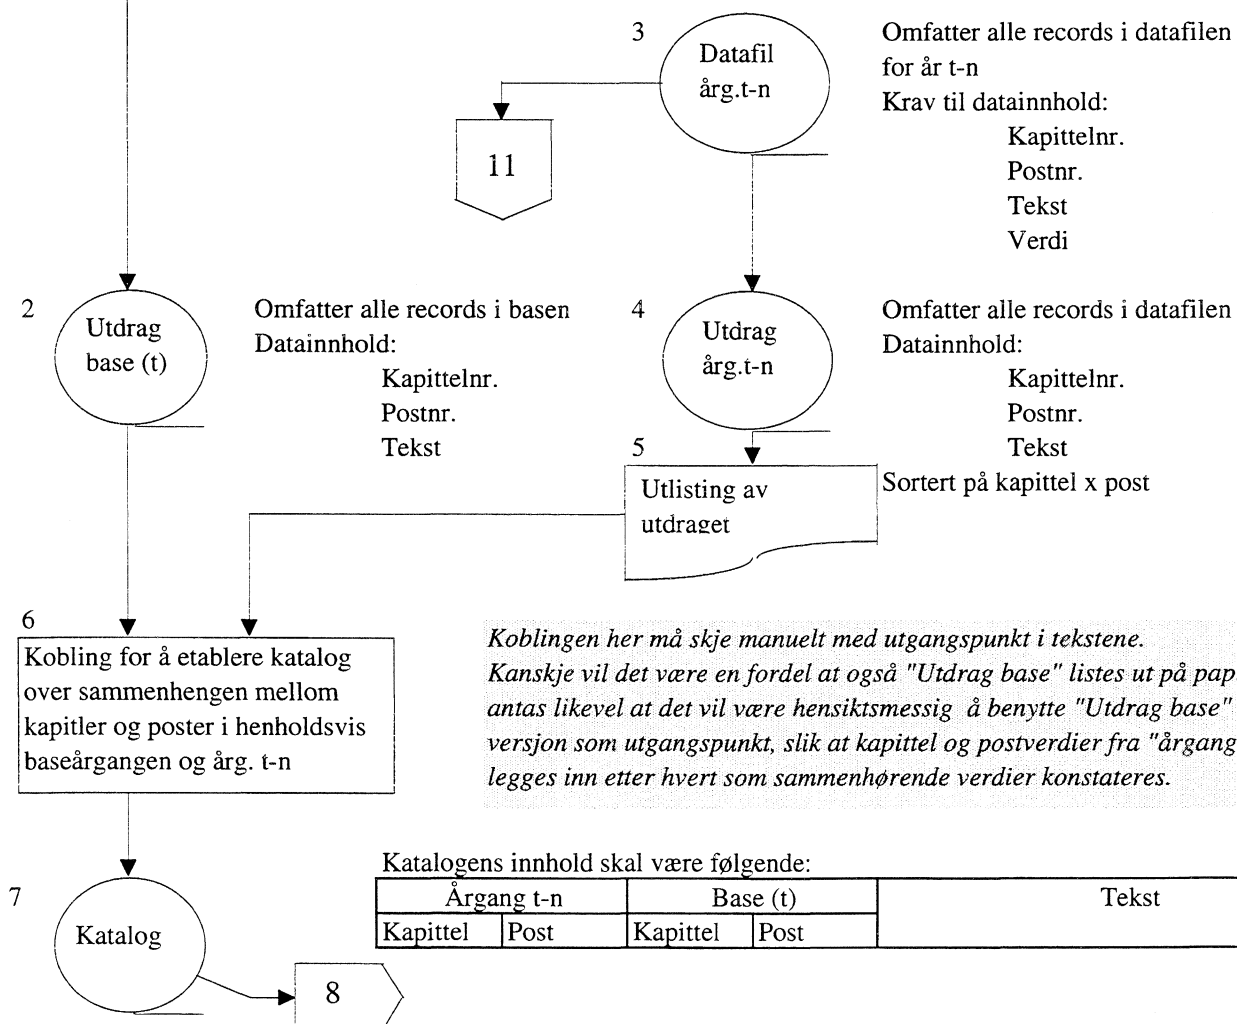 3
Datafil
årg.t-n
Omfatter alle records i datafilen
for år t-n
Krav til datainnhold:
Kapittelnr.
Postnr.
Tekst
Verdi
11
2
Utdrag
base (t)
Omfatter alle records i basen
Datainnhold:
Kapittelnr.
Postnr.
Tekst
4
Utdrag
årg.t-n
Omfatter alle records i datafilen
Datainnhold:
Kapittelnr.
Postnr.
Tekst
Sortert på kapittel x post
5
Utlisting av
utdraget
6
Kobling for å etablere katalog
over sammenhengen mellom
kapitler og poster i henholdsvis
baseårgangen og årg. t-n
Koblingen her må skje manuelt med utgangspunkt i tekstene.
Kanskje vil det være en fordel at også "Utdrag base" listes ut på pap
antas likevel at det vil være hensiktsmessig å benytte "Utdrag base"
versjon som utgangspunkt, slik at kapittel og postverdier fra "årgang
legges inn etter hvert som sammenhørende verdier konstateres.
7
Katalog
8
Katalogens innhold skal være følgende:
Årgang t-n Base (t) Tekst
Kapittel Post Kapittel Post